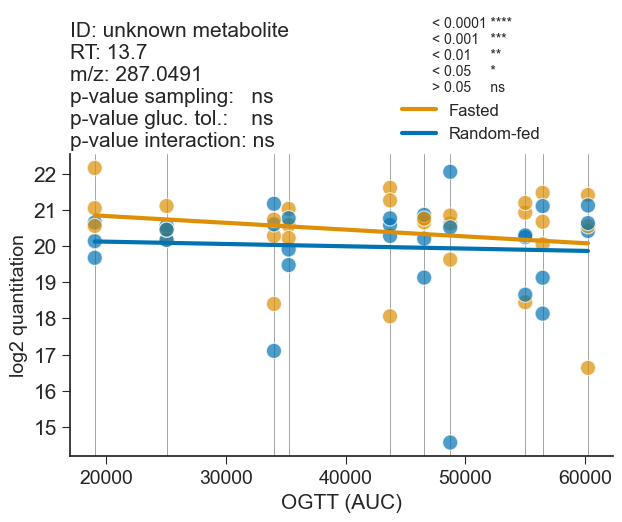 ID: unknown metabolite
RT: 13.7
m/z: 287.0491
p-value sampling: ns
p-value gluc. tol.: ns
p-value interaction: ns
< 0.0001 ****
< 0.001 ***
< 0.01 **
< 0.05 *
> 0.05 ns
Fasted
Random-fed
log2 quantitation
22
21
20
19
18
17
16
15
20000
30000
40000
50000
60000
OGTT (AUC)